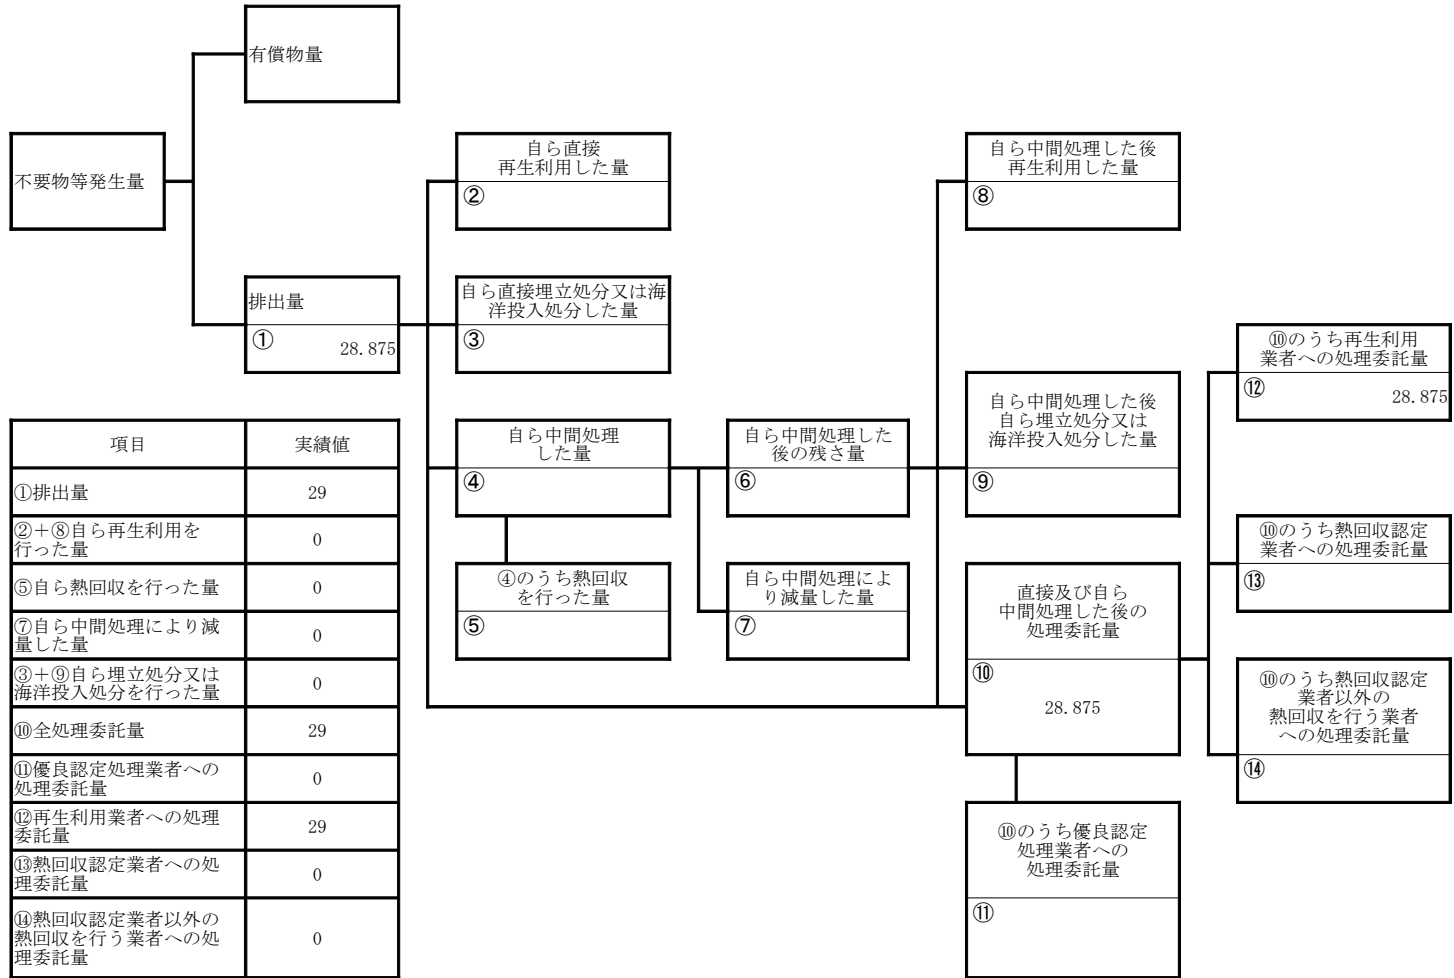 有償物量
不要物等発生量
自ら直接
再生利用した量
②
自ら中間処理した後
再生利用した量
⑧
排出量
①
28.875
自ら直接埋立処分又は海
洋投入処分した量
③
⑩のうち再生利用
業者への処理委託量
⑫
28.875
自ら中間処理した後
自ら埋立処分又は
海洋投入処分した量
⑨
自ら中間処理
した量
④
自ら中間処理した
後の残さ量
⑥
⑩のうち熱回収認定
業者への処理委託量
⑬
④のうち熱回収
を行った量
⑤
自ら中間処理によ
り減量した量
⑦
直接及び自ら
中間処理した後の
処理委託量
⑩
28.875
⑩のうち熱回収認定
業者以外の
熱回収を行う業者
への処理委託量
⑭
⑩のうち優良認定
処理業者への
処理委託量
⑪
項目 実績値
①排出量 29
②+⑧自ら再生利用を
行った量 0
⑤自ら熱回収を行った量 0
⑦自ら中間処理により減
量した量 0
③+⑨自ら埋立処分又は
海洋投入処分を行った量 0
⑩全処理委託量 29
⑪優良認定処理業者への
処理委託量 0
⑫再生利用業者への処理
委託量 29
⑬熱回収認定業者への処
理委託量 0
⑭熱回収認定業者以外の
熱回収を行う業者への処
理委託量 0